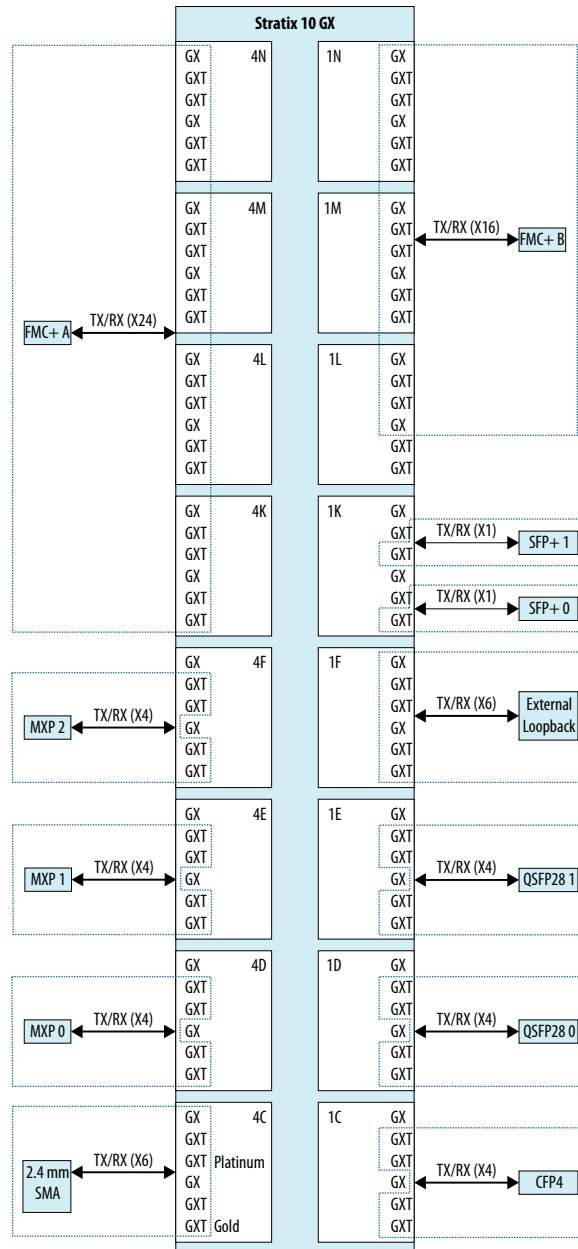 Stratix 10 GX
GX 4N 1N GX
GXT GXT
GXT GXT
GX GX
GXT GXT
GXT GXT
GX 4M 1M GX
GXT GXT
TX/RX (X16)
FMC+ B
GXT GXT
GX GX
GXT GXT
GXT GXT
TX/RX (X24)
FMC+ A
GX 4L 1L GX
GXT GXT
GXT GXT
GX GX
GXT GXT
GXT GXT
GX 4K 1K GX
GXT GXT
TX/RX (X1)
SFP+ 1
GXT GXT
GX GX
GXT GXT
TX/RX (X1)
SFP+ 0
GXT GXT
GX 4F 1F GX
GXT GXT
TX/RX (X4)
MXP 2
GXT GXT
TX/RX (X6)
External
Loopback
GX GX
GXT GXT
GXT GXT
GX 4E 1E GX
GXT GXT
GXT GXT
TX/RX (X4)
MXP 1
GX GX
TX/RX (X4)
QSFP28 1
GXT GXT
GXT GXT
GX 4D 1D GX
GXT GXT
GXT GXT
TX/RX (X4)
MXP 0
GX GX
TX/RX (X4)
QSFP28 0
GXT GXT
GXT GXT
GX 4C 1C GX
GXT GXT
TX/RX (X6)
2.4 mm
SMA
GXT Platinum GXT
GX GX
TX/RX (X4)
CFP4
GXT GXT
GXT Gold GXT